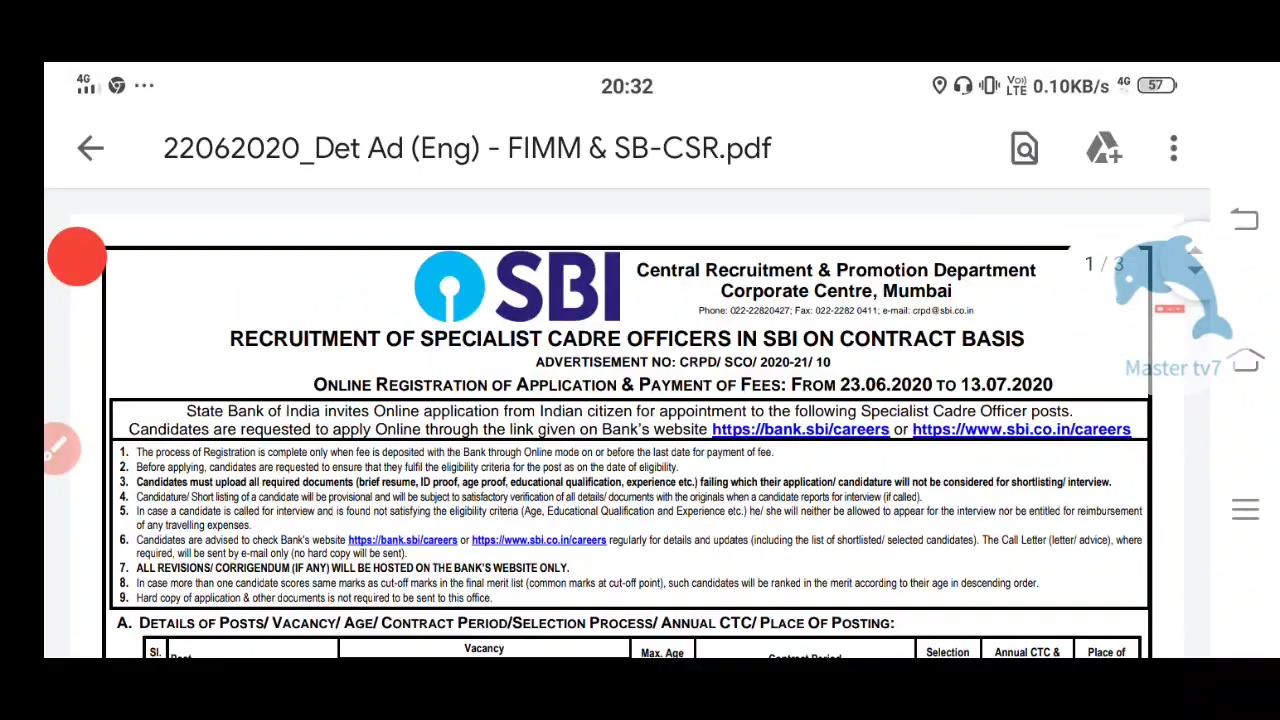 4G ... 20:32 Vo)) LTE 0.10KB/s 4G 57
22062020_Det Ad (Eng) - FIMM & SB-CSR.pdf
1 / 3
SBI
Central Recruitment & Promotion Department
Corporate Centre, Mumbai
Phone: 022-22820427; Fax: 022-2282 0411; e-mail: crpd@sbi.co.in
RECRUITMENT OF SPECIALIST CADRE OFFICERS IN SBI ON CONTRACT BASIS
ADVERTISEMENT NO: CRPD/ SCO/ 2020-21/ 10
Master tv7
ONLINE REGISTRATION OF APPLICATION & PAYMENT OF FEES: FROM 23.06.2020 TO 13.07.2020
State Bank of India invites Online application from Indian citizen for appointment to the following Specialist Cadre Officer posts.
Candidates are requested to apply Online through the link given on Bank's website https://bank.sbi/careers or https://www.sbi.co.in/careers
1. The process of Registration is complete only when fee is deposited with the Bank through Online mode on or before the last date for payment of fee.
2. Before applying, candidates are requested to ensure that they fulfil the eligibility criteria for the post as on the date of eligibility.
3. Candidates must upload all required documents (brief resume, ID proof, age proof, educational qualification, experience etc.) failing which their application/ candidature will not be considered for shortlisting/ interview.
4. Candidature/ Short listing of a candidate will be provisional and will be subject to satisfactory verification of all details/ documents with the originals when a candidate reports for interview (if called).
5. In case a candidate is called for interview and is found not satisfying the eligibility criteria (Age, Educational Qualification and Experience etc.) he/ she will neither be allowed to appear for the interview nor be entitled for reimbursement
of any travelling expenses.
6. Candidates are advised to check Bank's website https://bank.sbi/careers or https://www.sbi.co.in/careers regularly for details and updates (including the list of shortlisted/ selected candidates). The Call Letter (letter/ advice), where
required, will be sent by e-mail only (no hard copy will be sent).
7. ALL REVISIONS/ CORRIGENDUM (IF ANY) WILL BE HOSTED ON THE BANK'S WEBSITE ONLY.
8. In case more than one candidate scores same marks as cut-off marks in the final merit list (common marks at cut-off point), such candidates will be ranked in the merit according to their age in descending order.
9. Hard copy of application & other documents is not required to be sent to this office.
A. DETAILS OF POSTS/ VACANCY/ AGE/ CONTRACT PERIOD/SELECTION PROCESS/ ANNUAL CTC/ PLACE OF POSTING:
Sl. Post Vacancy Max. Age Contract Period Selection Annual CTC & Place of